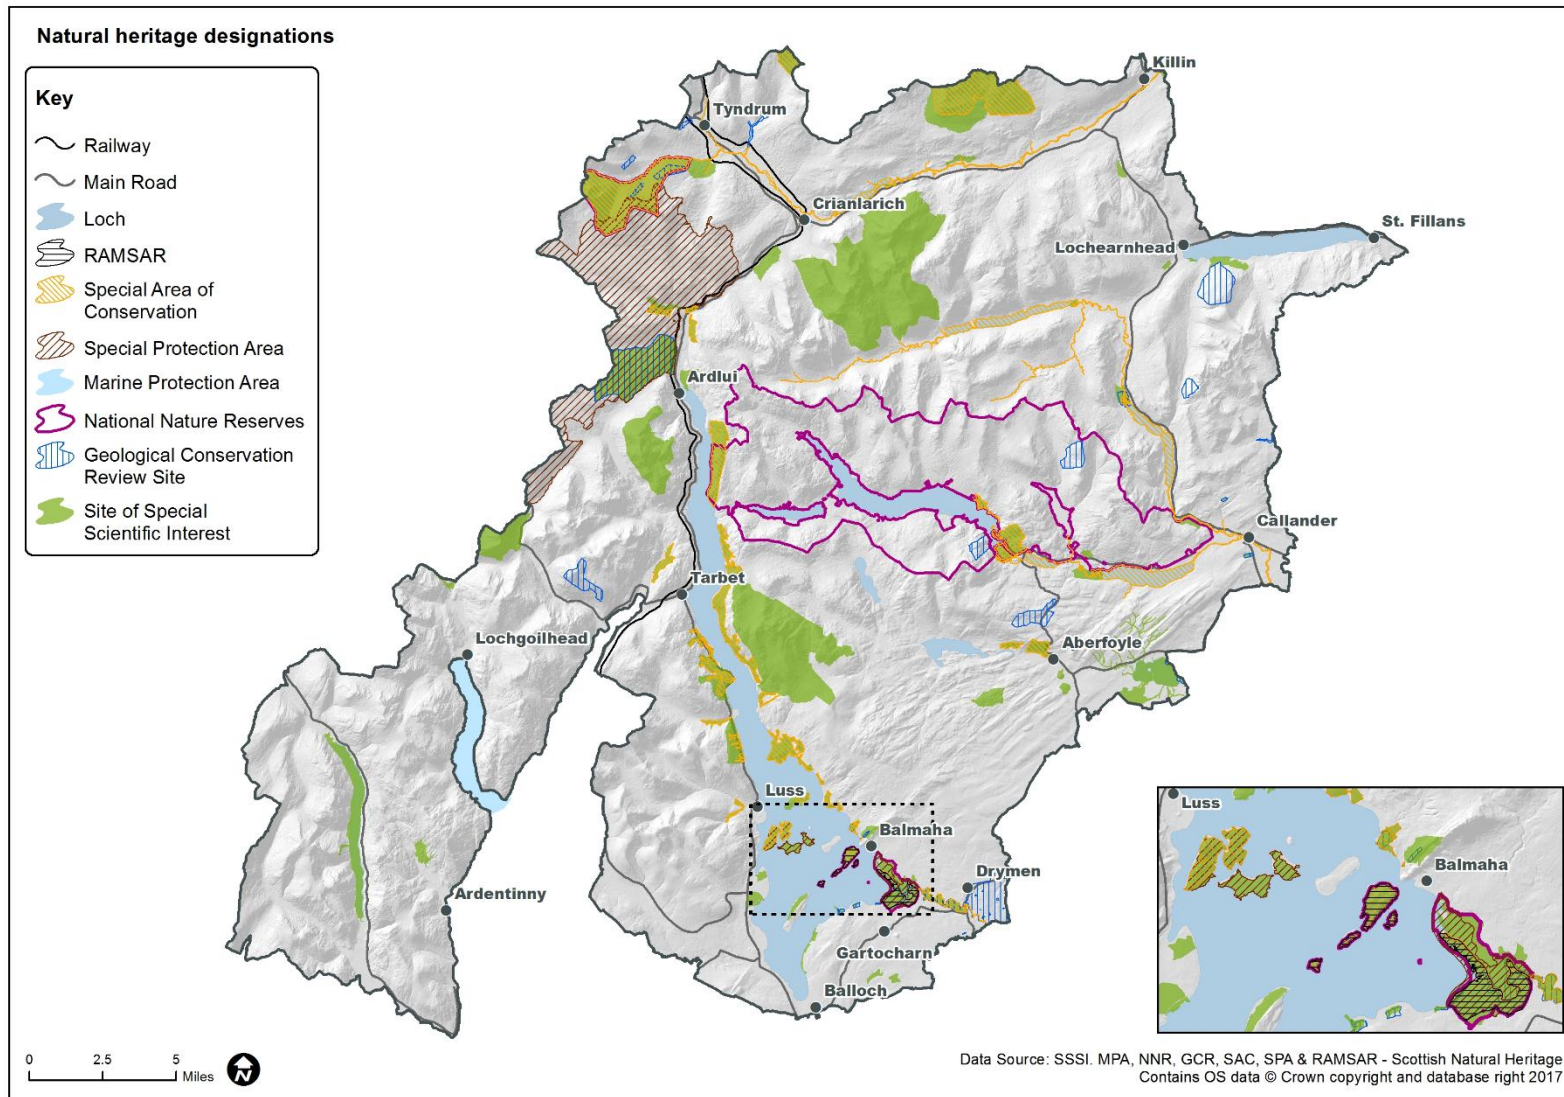 Natural heritage designations
Key
Railway
Main Road
Loch
RAMSAR
Special Area of
Conservation
Special Protection Area
Marine Protection Area
National Nature Reserves
Geological Conservation
Review Site
Site of Special
Scientific Interest
Killin
Tyndrum
Crianlarich
St. Fillans
Lochearnhead
Ardlui
Callander
Tarbet
Lochgoilhead
Aberfoyle
Luss
Balmaha
Drymen
Ardentinny
Gartocharn
Balloch
Luss
Balmaha
0 2.5 5
Miles
N
Data Source: SSSI. MPA, NNR, GCR, SAC, SPA & RAMSAR - Scottish Natural Heritage
Contains OS data © Crown copyright and database right 2017